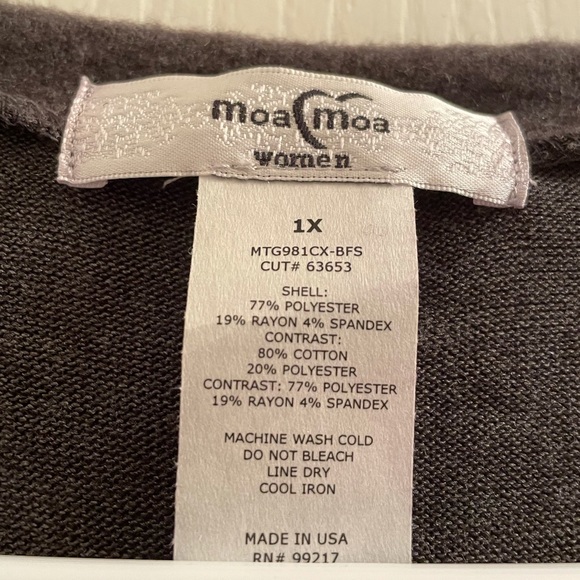 moa moa
women
1X
MTG981CX-BFS
CUT# 63653
SHELL:
77% POLYESTER
19% RAYON 4% SPANDEX
CONTRAST:
80% COTTON
20% POLYESTER
CONTRAST: 77% POLYESTER
19% RAYON 4% SPANDEX
MACHINE WASH COLD
DO NOT BLEACH
LINE DRY
COOL IRON
MADE IN USA
RN# 99217